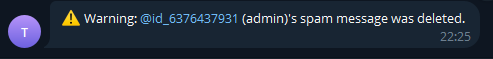 ⚠️ Warning: @id_6376437931 (admin)'s spam message was deleted.
T
22:25